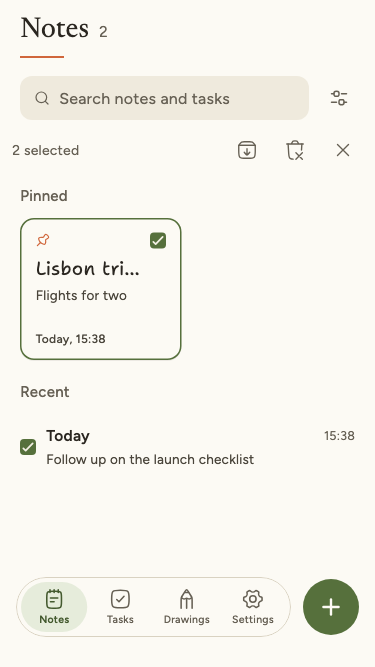 Notes 2
Search notes and tasks
2 selected
Pinned
Lisbon tri...
Flights for two
Today, 15:38
Recent
Today 15:38
Follow up on the launch checklist
Notes Tasks Drawings Settings